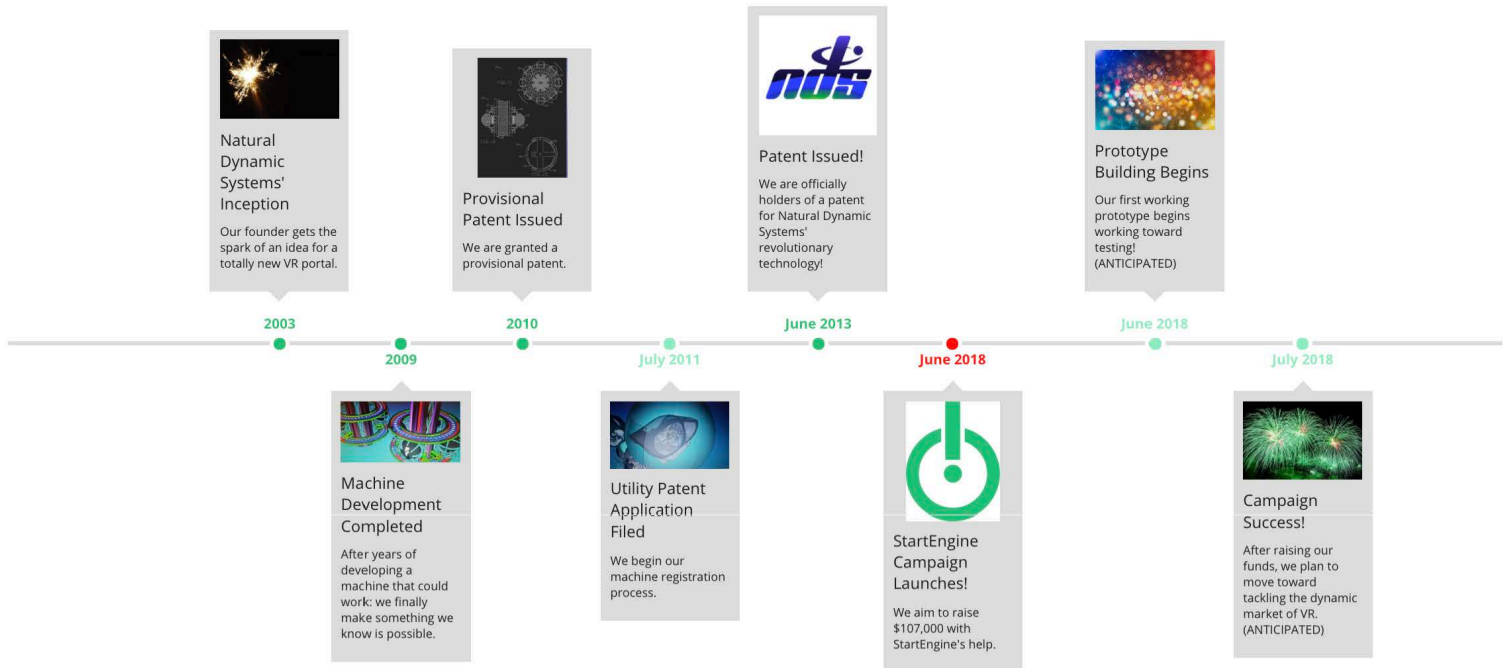 Natural
Dynamic
Systems'
Inception
Our founder gets the
spark of an idea for a
totally new VR portal.
2003
2009
Machine
Development
Completed
After years of
developing a
machine that could
work: we finally
make something we
know is possible.
Provisional
Patent Issued
We are granted a
provisional patent.
2010
July 2011
Utility Patent
Application
Filed
We begin our
machine registration
process.
nds
Patent Issued!
We are officially
holders of a patent
for Natural Dynamic
Systems'
revolutionary
technology!
June 2013
June 2018
StartEngine
Campaign
Launches!
We aim to raise
$107,000 with
StartEngine's help.
Prototype
Building Begins
Our first working
prototype begins
working toward
testing!
(ANTICIPATED)
June 2018
July 2018
Campaign
Success!
After raising our
funds, we plan to
move toward
tackling the dynamic
market of VR.
(ANTICIPATED)